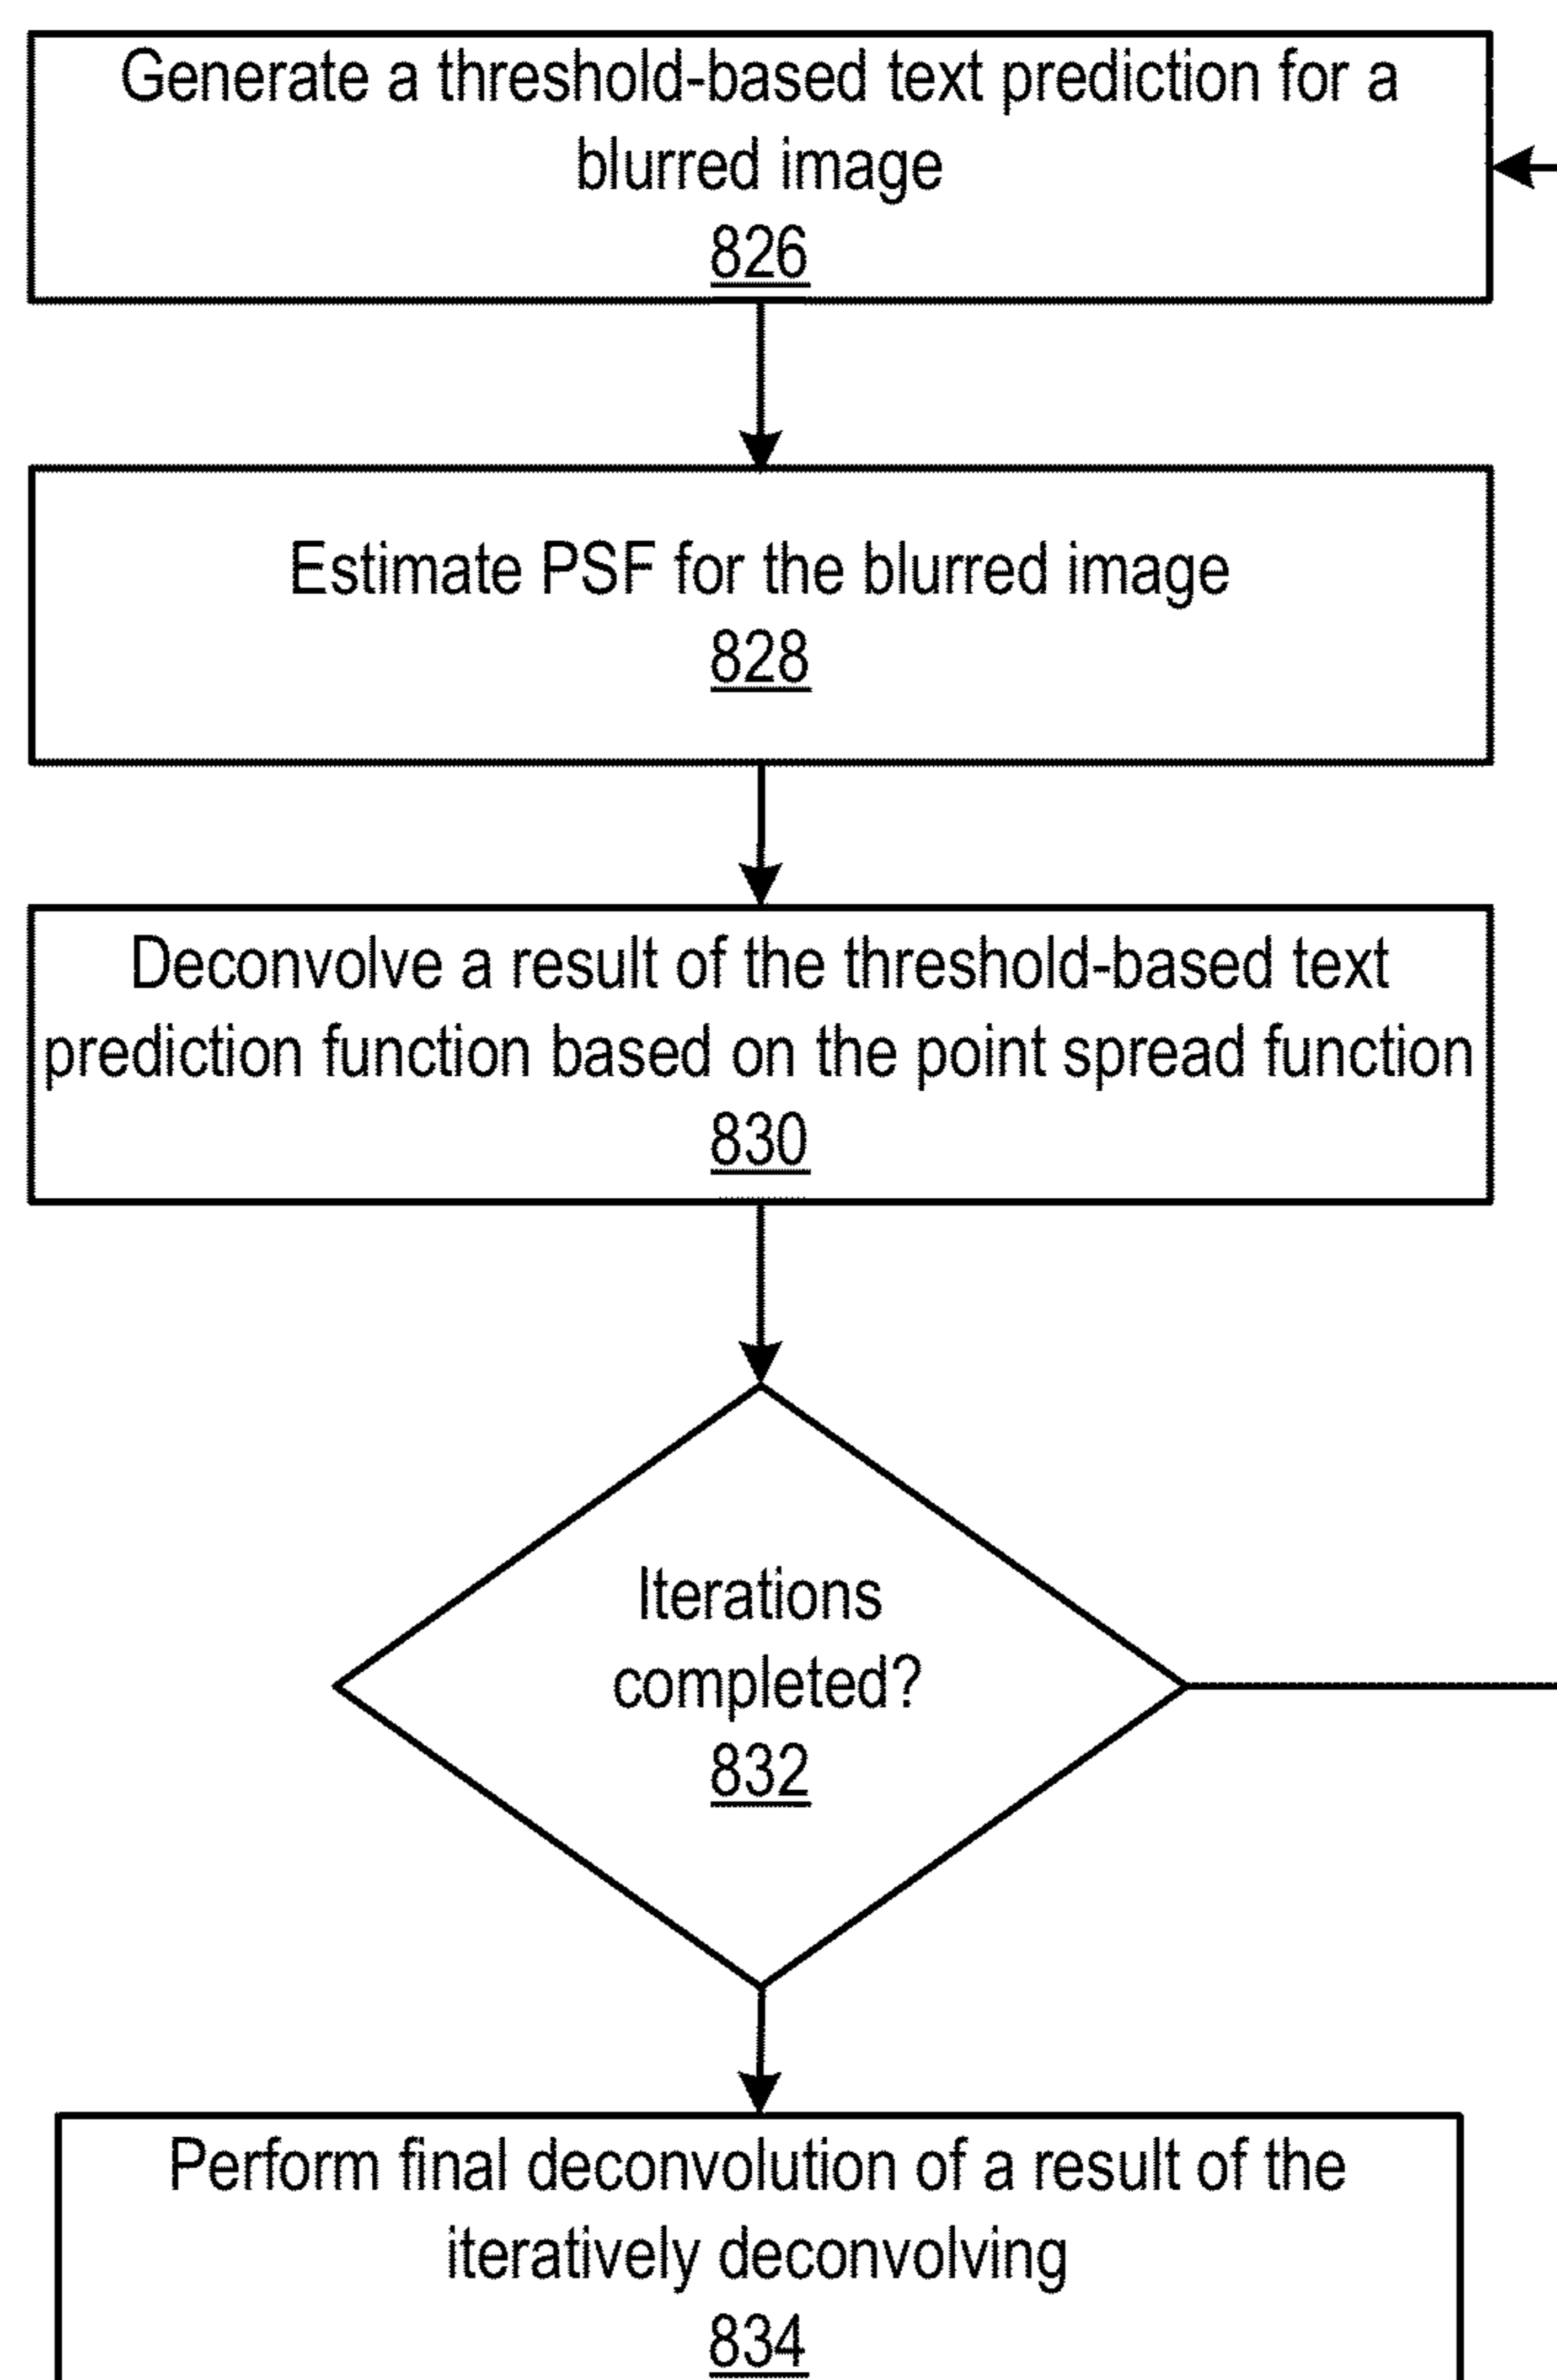 Generate a threshold-based text prediction for a
blurred image
826
Estimate PSF for the blurred image
828
Deconvolve a result of the threshold-based text
prediction function based on the point spread function
830
Iterations
completed?
832
Perform final deconvolution of a result of the
iteratively deconvolving
834